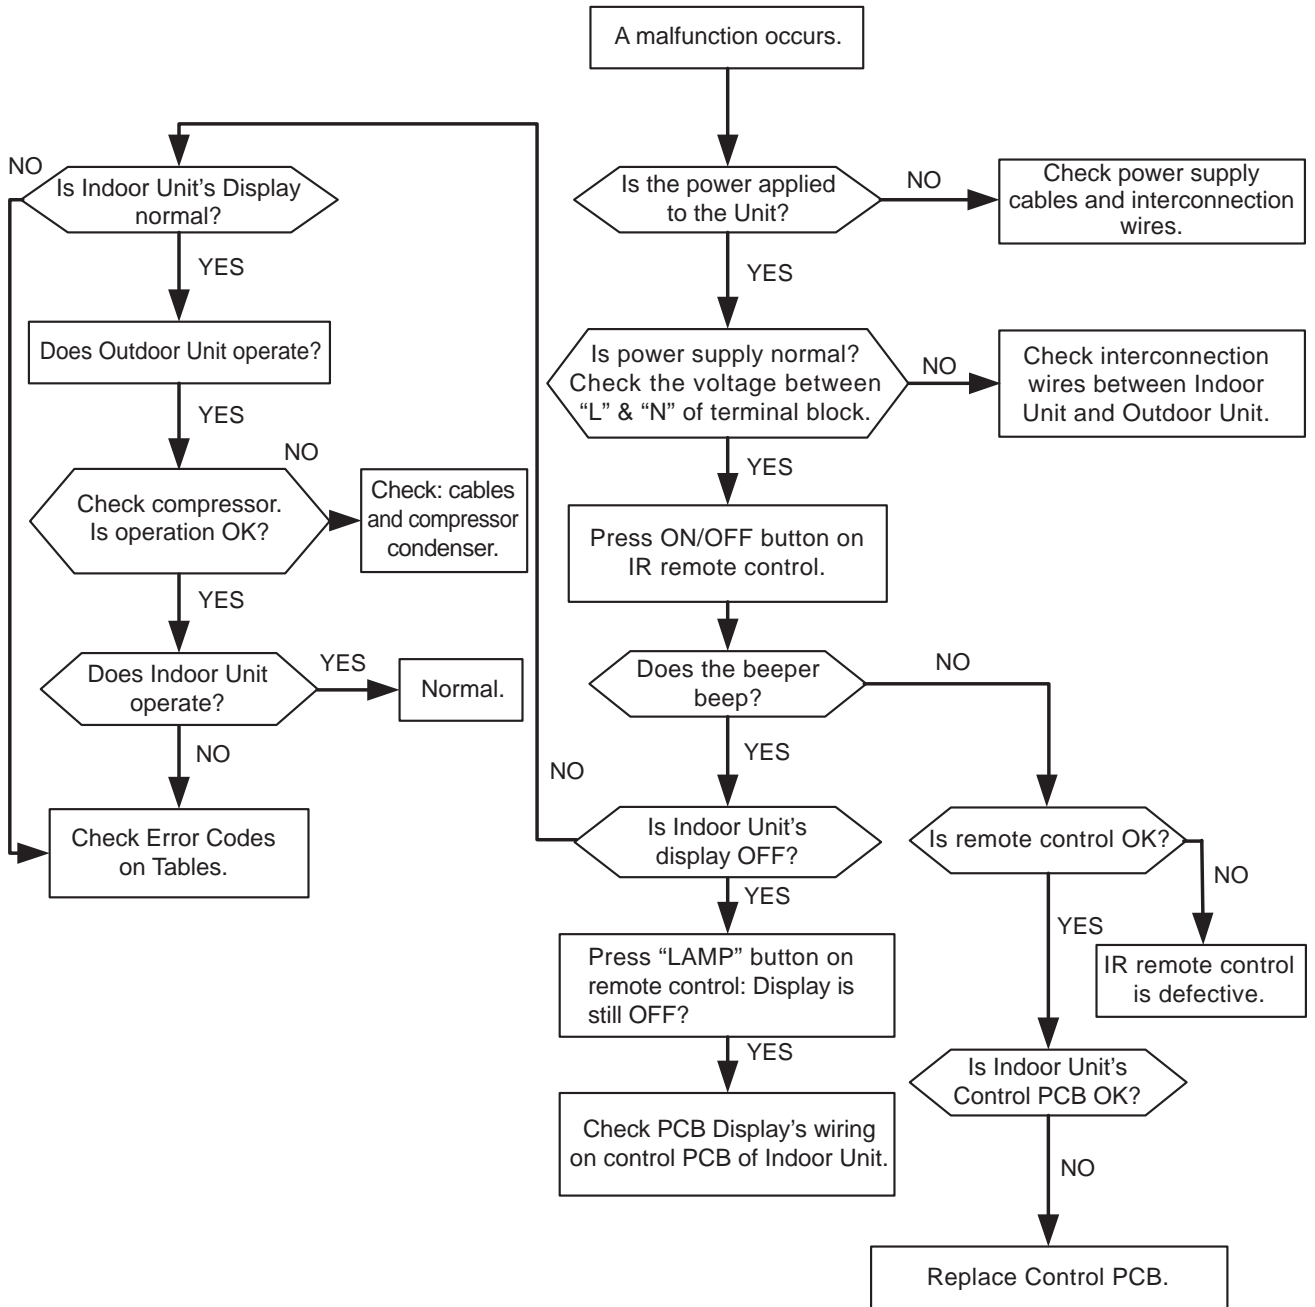 A malfunction occurs.
NO
Is Indoor Unit's Display
normal?
YES
Does Outdoor Unit operate?
YES
NO
Check compressor.
Is operation OK?
Check: cables
and compressor
condenser.
YES
Does Indoor Unit
operate?
YES
Normal.
NO
Check Error Codes
on Tables.
Is the power applied
to the Unit?
NO
Check power supply
cables and interconnection
wires.
YES
Is power supply normal?
Check the voltage between
“L” & “N” of terminal block.
NO
Check interconnection
wires between Indoor
Unit and Outdoor Unit.
YES
Press ON/OFF button on
IR remote control.
Does the beeper
beep?
NO
YES
NO
Is Indoor Unit's
display OFF?
YES
Press “LAMP” button on
remote control: Display is
still OFF?
YES
Check PCB Display's wiring
on control PCB of Indoor Unit.
Is remote control OK?
NO
YES
IR remote control
is defective.
Is Indoor Unit's
Control PCB OK?
NO
Replace Control PCB.